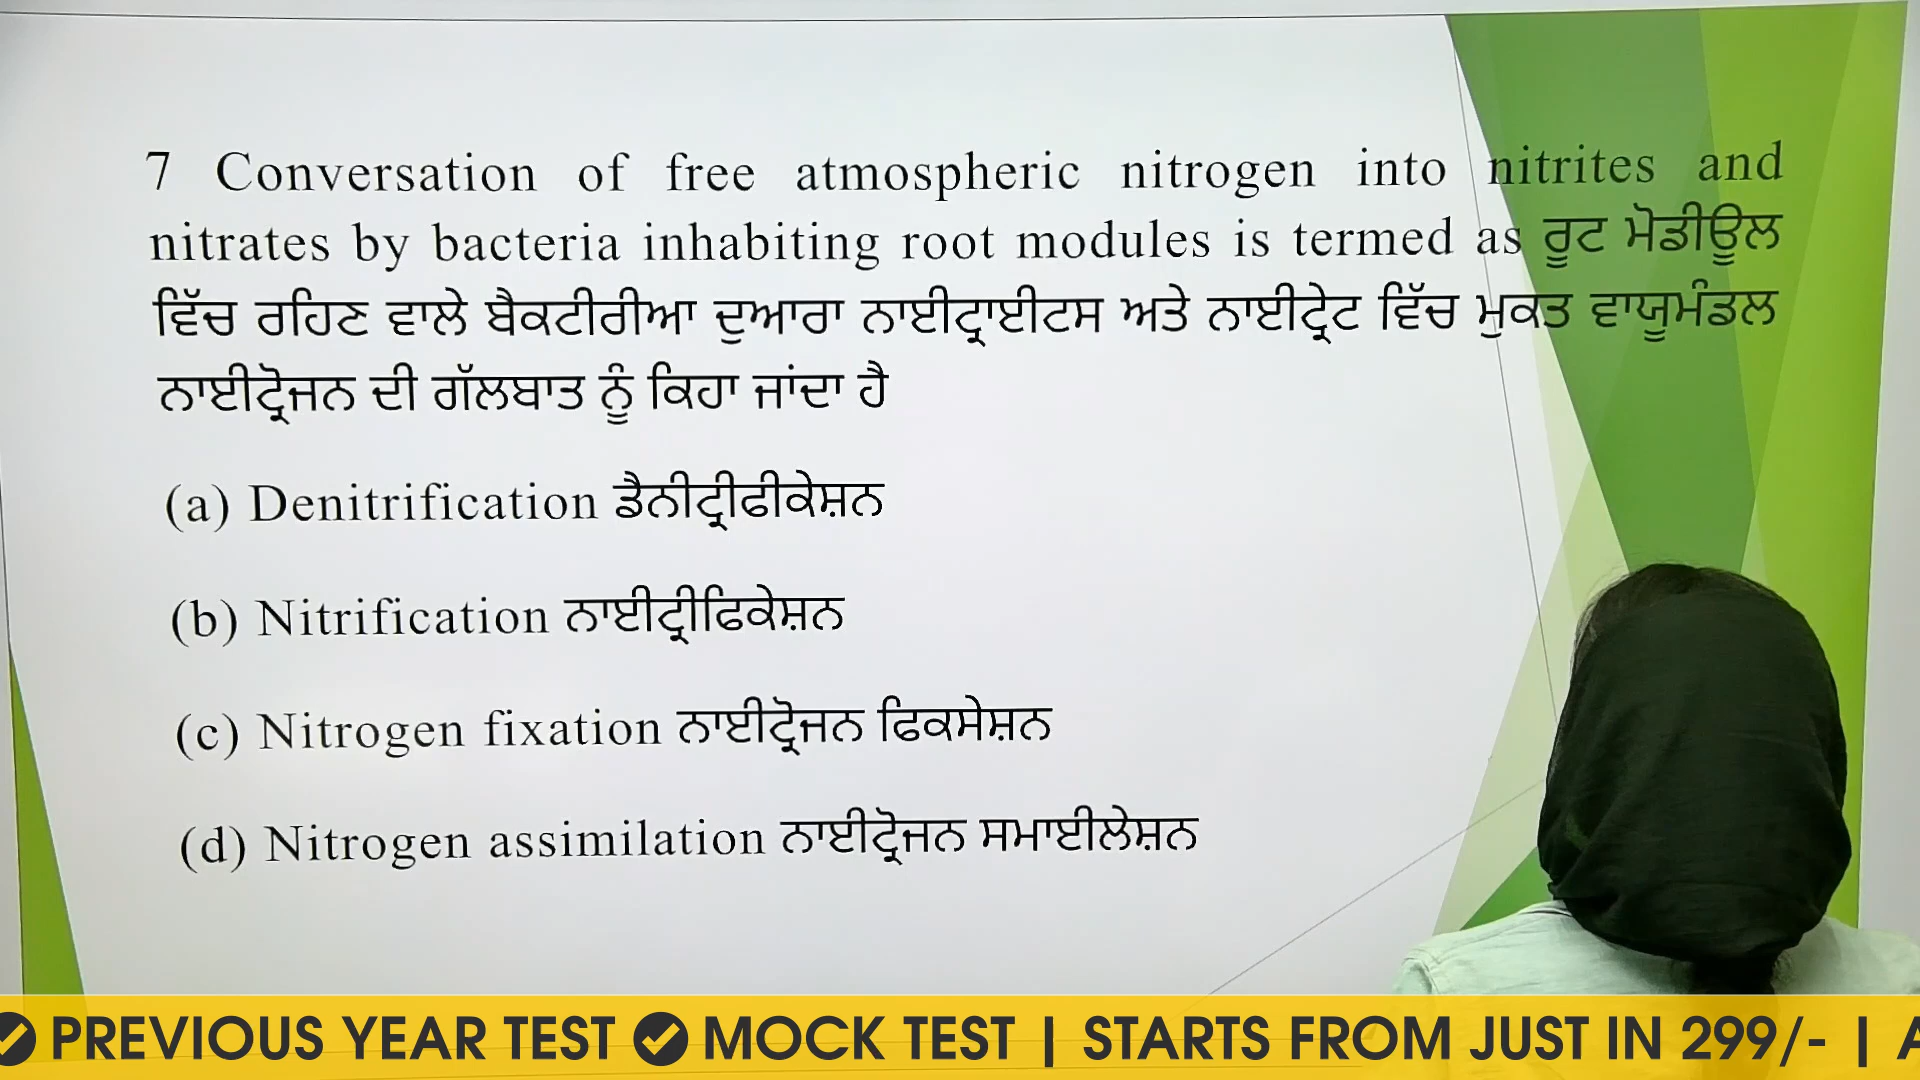 7 Conversation of free atmospheric nitrogen into nitrites and
nitrates by bacteria inhabiting root modules is termed as ਰੂਟ ਮੋਡੀਊਲ
ਵਿੱਚ ਰਹਿਣ ਵਾਲੇ ਬੈਕਟੀਰੀਆ ਦੁਆਰਾ ਨਾਈਟ੍ਰਾਈਟਸ ਅਤੇ ਨਾਈਟ੍ਰੇਟ ਵਿੱਚ ਮੁਕਤ ਵਾਯੂਮੰਡਲ
ਨਾਈਟ੍ਰੋਜਨ ਦੀ ਗੱਲਬਾਤ ਨੂੰ ਕਿਹਾ ਜਾਂਦਾ ਹੈ
(a) Denitrification ਡੈਨੀਟ੍ਰੀਫੀਕੇਸ਼ਨ
(b) Nitrification ਨਾਈਟ੍ਰੀਫਿਕੇਸ਼ਨ
(c) Nitrogen fixation ਨਾਈਟ੍ਰੋਜਨ ਫਿਕਸੇਸ਼ਨ
(d) Nitrogen assimilation ਨਾਈਟ੍ਰੋਜਨ ਸਮਾਈਲੇਸ਼ਨ
PREVIOUS YEAR TEST MOCK TEST | STARTS FROM JUST IN 299/- |